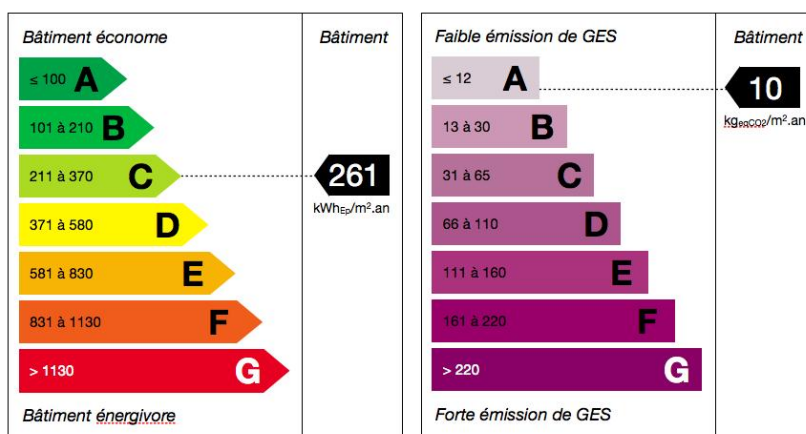 Bâtiment économe
Bâtiment
≤ 100 A
101 à 210 B
211 à 370 C
261
kWhEp/m².an
371 à 580 D
581 à 830 E
831 à 1130 F
> 1130 G
Bâtiment énergivore
Faible émission de GES
Bâtiment
≤ 12 A
10
kgeqCO2/m².an
13 à 30 B
31 à 65 C
66 à 110 D
111 à 160 E
161 à 220 F
> 220 G
Forte émission de GES